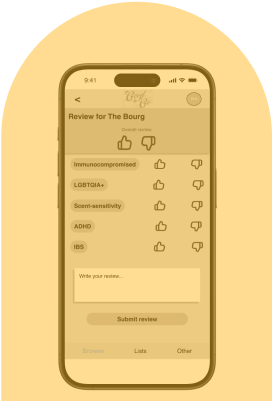 9:41
<
Review for The Bourg
Overall review
Immunocompromised
LGBTQIA+
Scent-sensitivity
ADHD
IBS
Write your review...
Submit review
Browse Lists Other